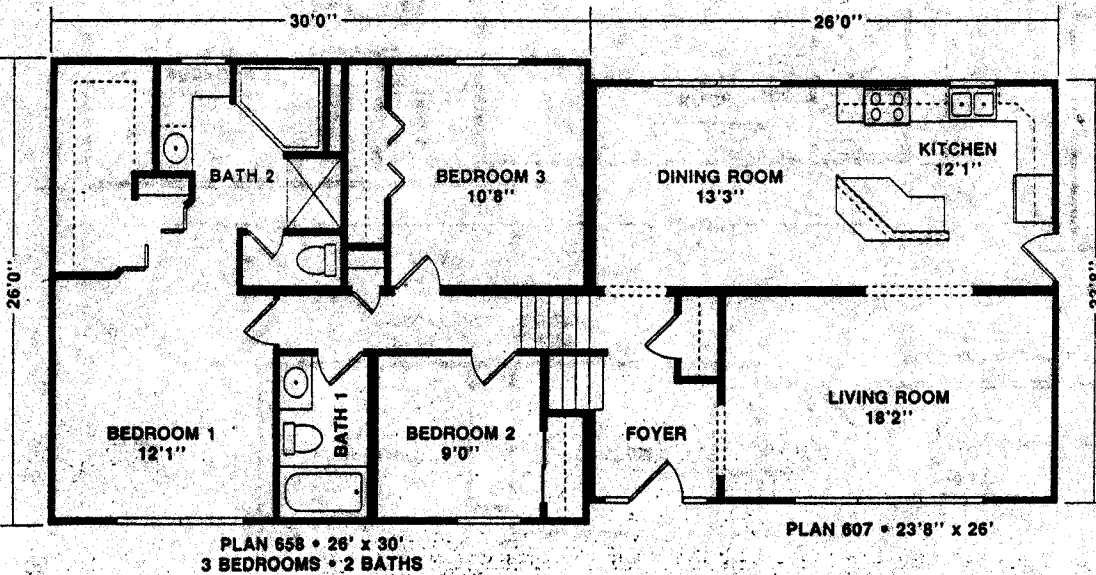 30'0"
26'0"
BATH 2
BEDROOM 3
10'8"
DINING ROOM
13'3"
KITCHEN
12'1"
26'0"
23'8"
BEDROOM 1
12'1"
BATH 1
BEDROOM 2
9'0"
FOYER
LIVING ROOM
18'2"
PLAN 658 • 26' x 30'
3 BEDROOMS • 2 BATHS
PLAN 607 • 23'8" x 26'